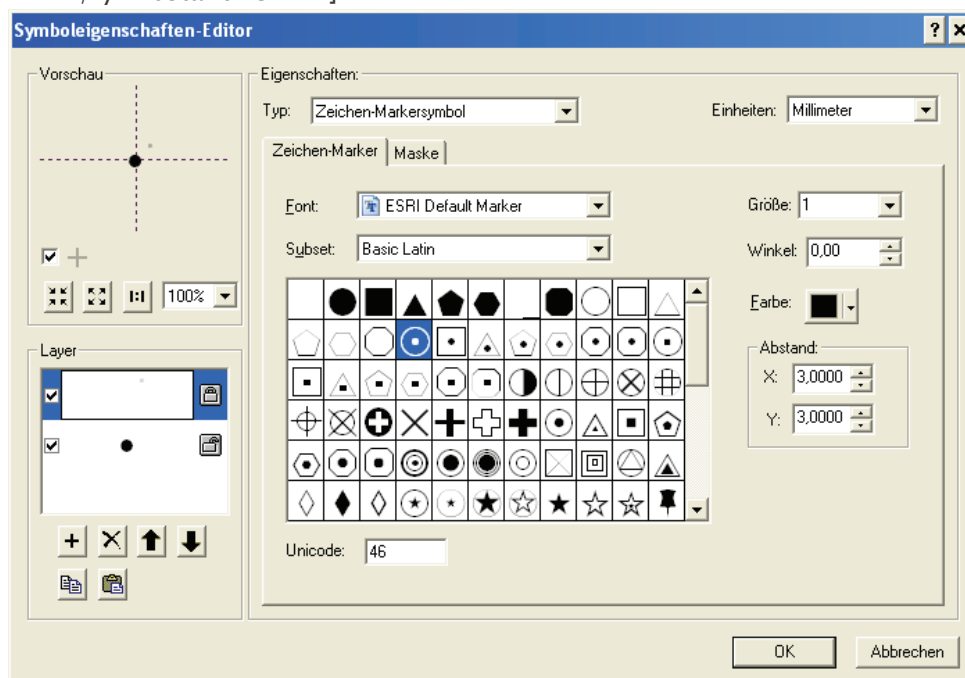 Symboleigenschaften-Editor
Vorschau
100%
Layer
Eigenschaften:
Typ: Zeichen-Markersymbol
Einheiten: Millimeter
Zeichen-Marker Maske
Font: ESRI Default Marker
Größe: 1
Subset: Basic Latin
Winkel: 0,00
Farbe:
Abstand:
X: 3,0000
Y: 3,0000
Unicode: 46
OK Abbrechen